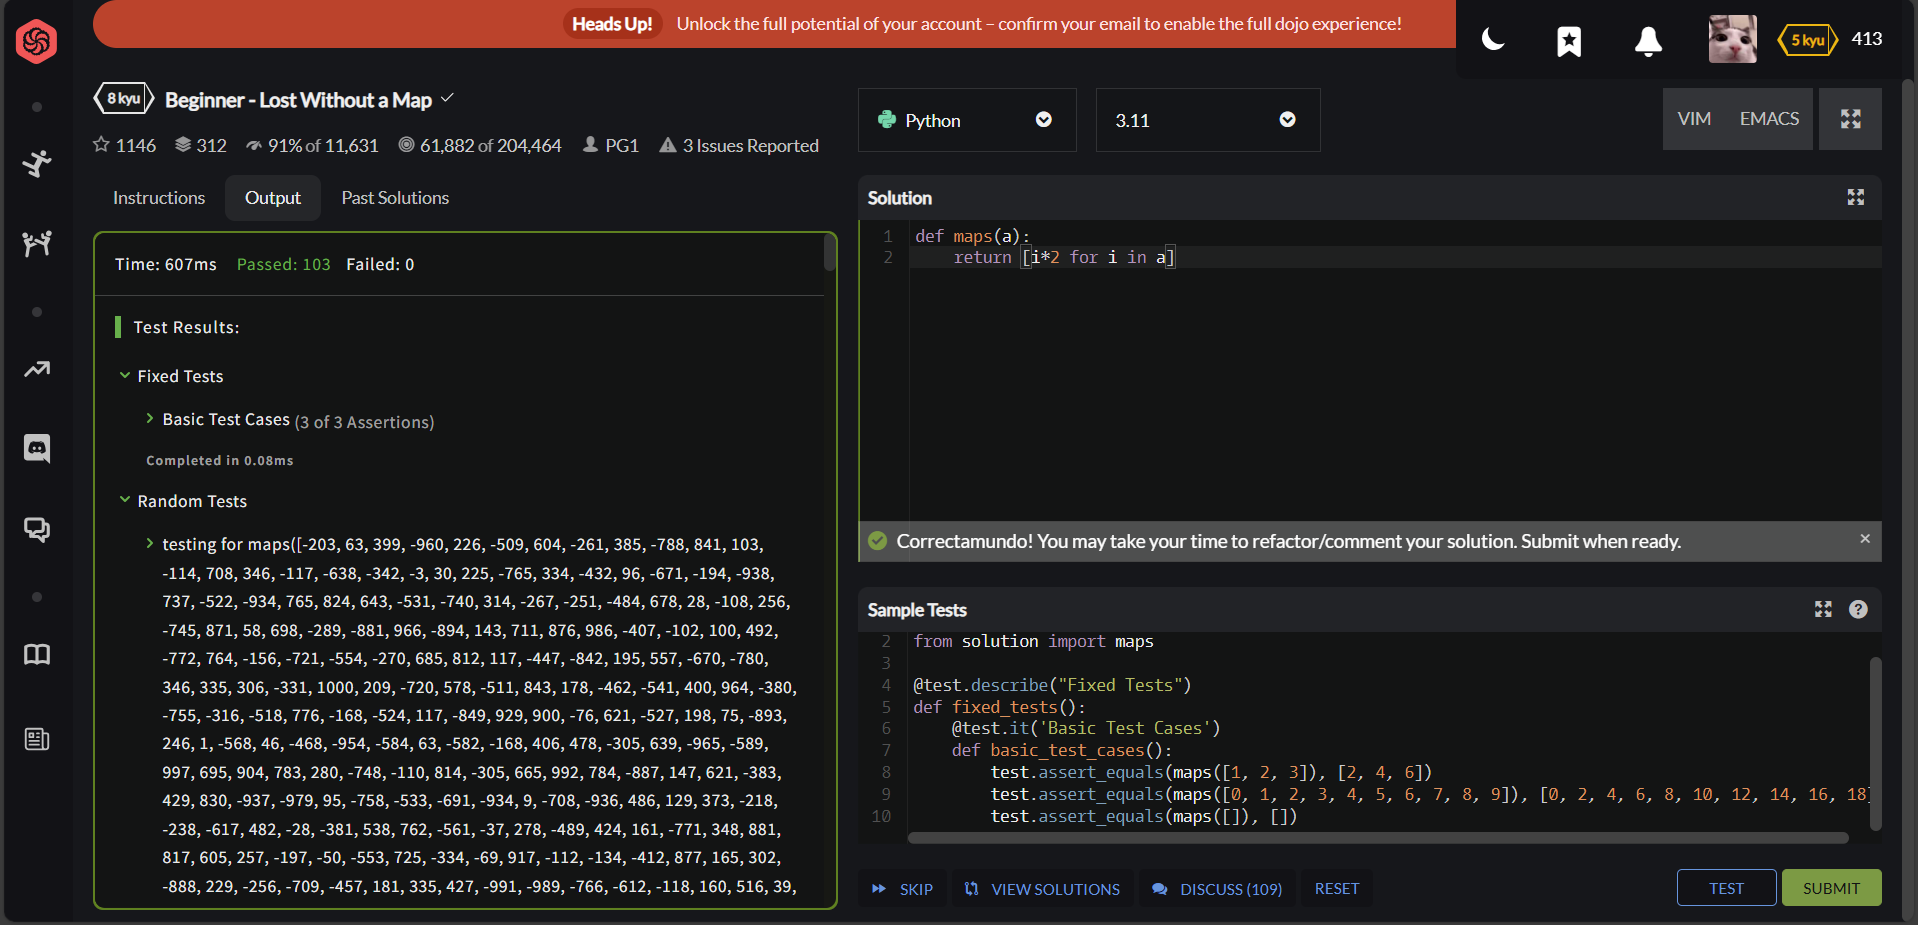 Heads Up! Unlock the full potential of your account – confirm your email to enable the full dojo experience!
5 kyu 413
8 kyu Beginner - Lost Without a Map
1146 312 91% of 11,631 61,882 of 204,464 PG1 3 Issues Reported
Instructions Output Past Solutions
Time: 607ms Passed: 103 Failed: 0
Test Results:
Fixed Tests
Basic Test Cases (3 of 3 Assertions)
Completed in 0.08ms
Random Tests
testing for maps([-203, 63, 399, -960, 226, -509, 604, -261, 385, -788, 841, 103,
-114, 708, 346, -117, -638, -342, -3, 30, 225, -765, 334, -432, 96, -671, -194, -938,
737, -522, -934, 765, 824, 643, -531, -740, 314, -267, -251, -484, 678, 28, -108, 256,
-745, 871, 58, 698, -289, -881, 966, -894, 143, 711, 876, 986, -407, -102, 100, 492,
-772, 764, -156, -721, -554, -270, 685, 812, 117, -447, -842, 195, 557, -670, -780,
346, 335, 306, -331, 1000, 209, -720, 578, -511, 843, 178, -462, -541, 400, 964, -380,
-755, -316, -518, 776, -168, -524, 117, -849, 929, 900, -76, 621, -527, 198, 75, -893,
246, 1, -568, 46, -468, -954, -584, 63, -582, -168, 406, 478, -305, 639, -965, -589,
997, 695, 904, 783, 280, -748, -110, 814, -305, 665, 992, 784, -887, 147, 621, -383,
429, 830, -937, -979, 95, -758, -533, -691, -934, 9, -708, -936, 486, 129, 373, -218,
-238, -617, 482, -28, -381, 538, 762, -561, -37, 278, -489, 424, 161, -771, 348, 881,
817, 605, 257, -197, -50, -553, 725, -334, -69, 917, -112, -134, -412, 877, 165, 302,
-888, 229, -256, -709, -457, 181, 335, 427, -991, -989, -766, -612, -118, 160, 516, 39,
Python 3.11 VIM EMACS
Solution
1 def maps(a):
2 return [i*2 for i in a]
Correctamundo! You may take your time to refactor/comment your solution. Submit when ready.
Sample Tests
2 from solution import maps
3
4 @test.describe("Fixed Tests")
5 def fixed_tests():
6 @test.it('Basic Test Cases')
7 def basic_test_cases():
8 test.assert_equals(maps([1, 2, 3]), [2, 4, 6])
9 test.assert_equals(maps([0, 1, 2, 3, 4, 5, 6, 7, 8, 9]), [0, 2, 4, 6, 8, 10, 12, 14, 16, 18]
10 test.assert_equals(maps([]), [])
SKIP VIEW SOLUTIONS DISCUSS (109) RESET TEST SUBMIT